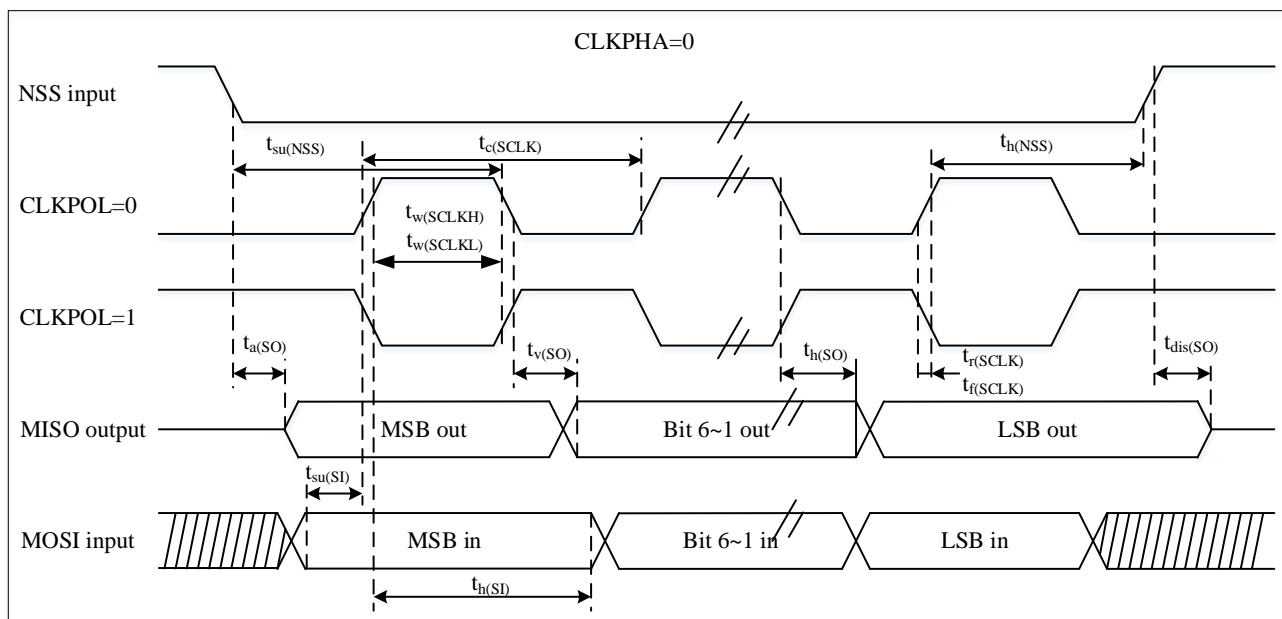 CLKPHA=0
NSS input
tsu(NSS)
tc(SCLK)
th(NSS)
CLKPOL=0
tw(SCLKH)
tw(SCLKL)
CLKPOL=1
ta(SO)
tv(SO)
th(SO)
tr(SCLK)
tf(SCLK)
tdis(SO)
MISO output
MSB out
Bit 6~1 out
LSB out
tsu(SI)
MOSI input
MSB in
Bit 6~1 in
LSB in
th(SI)